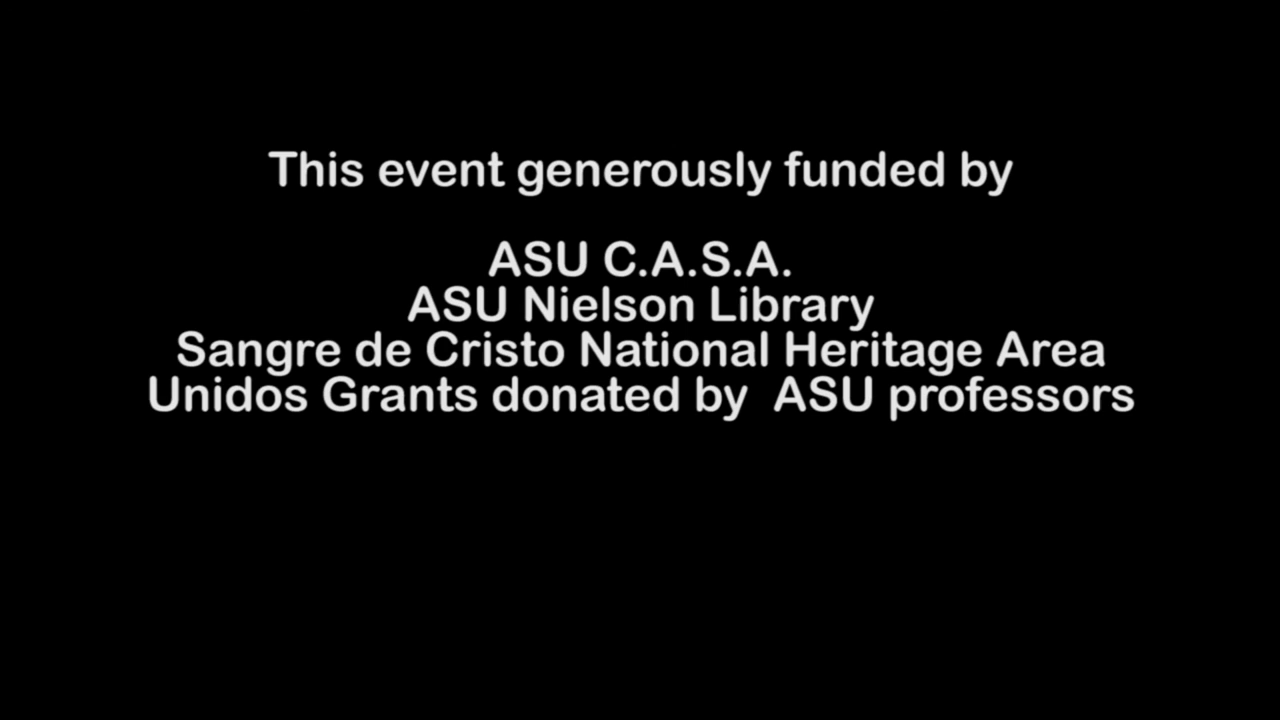 This event generously funded by
ASU C.A.S.A.
ASU Nielson Library
Sangre de Cristo National Heritage Area
Unidos Grants donated by  ASU professors